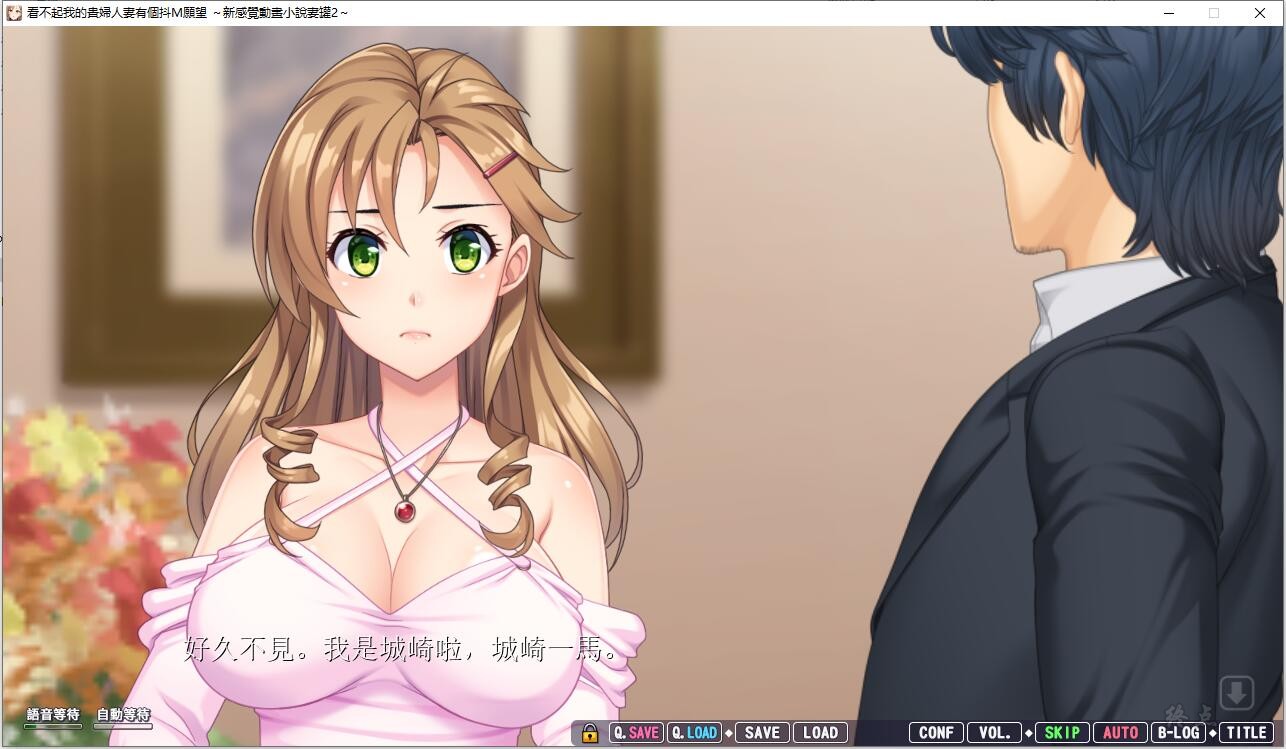 看不起我的貴婦人妻有個抖M願望 ～新感覺動畫小說妻鑼2～
好久不見。我是城崎啦，城崎一馬。
語音等待 自動等待
Q.SAVE Q.LOAD SAVE LOAD CONF VOL. SKIP AUTO B-LOG TITLE